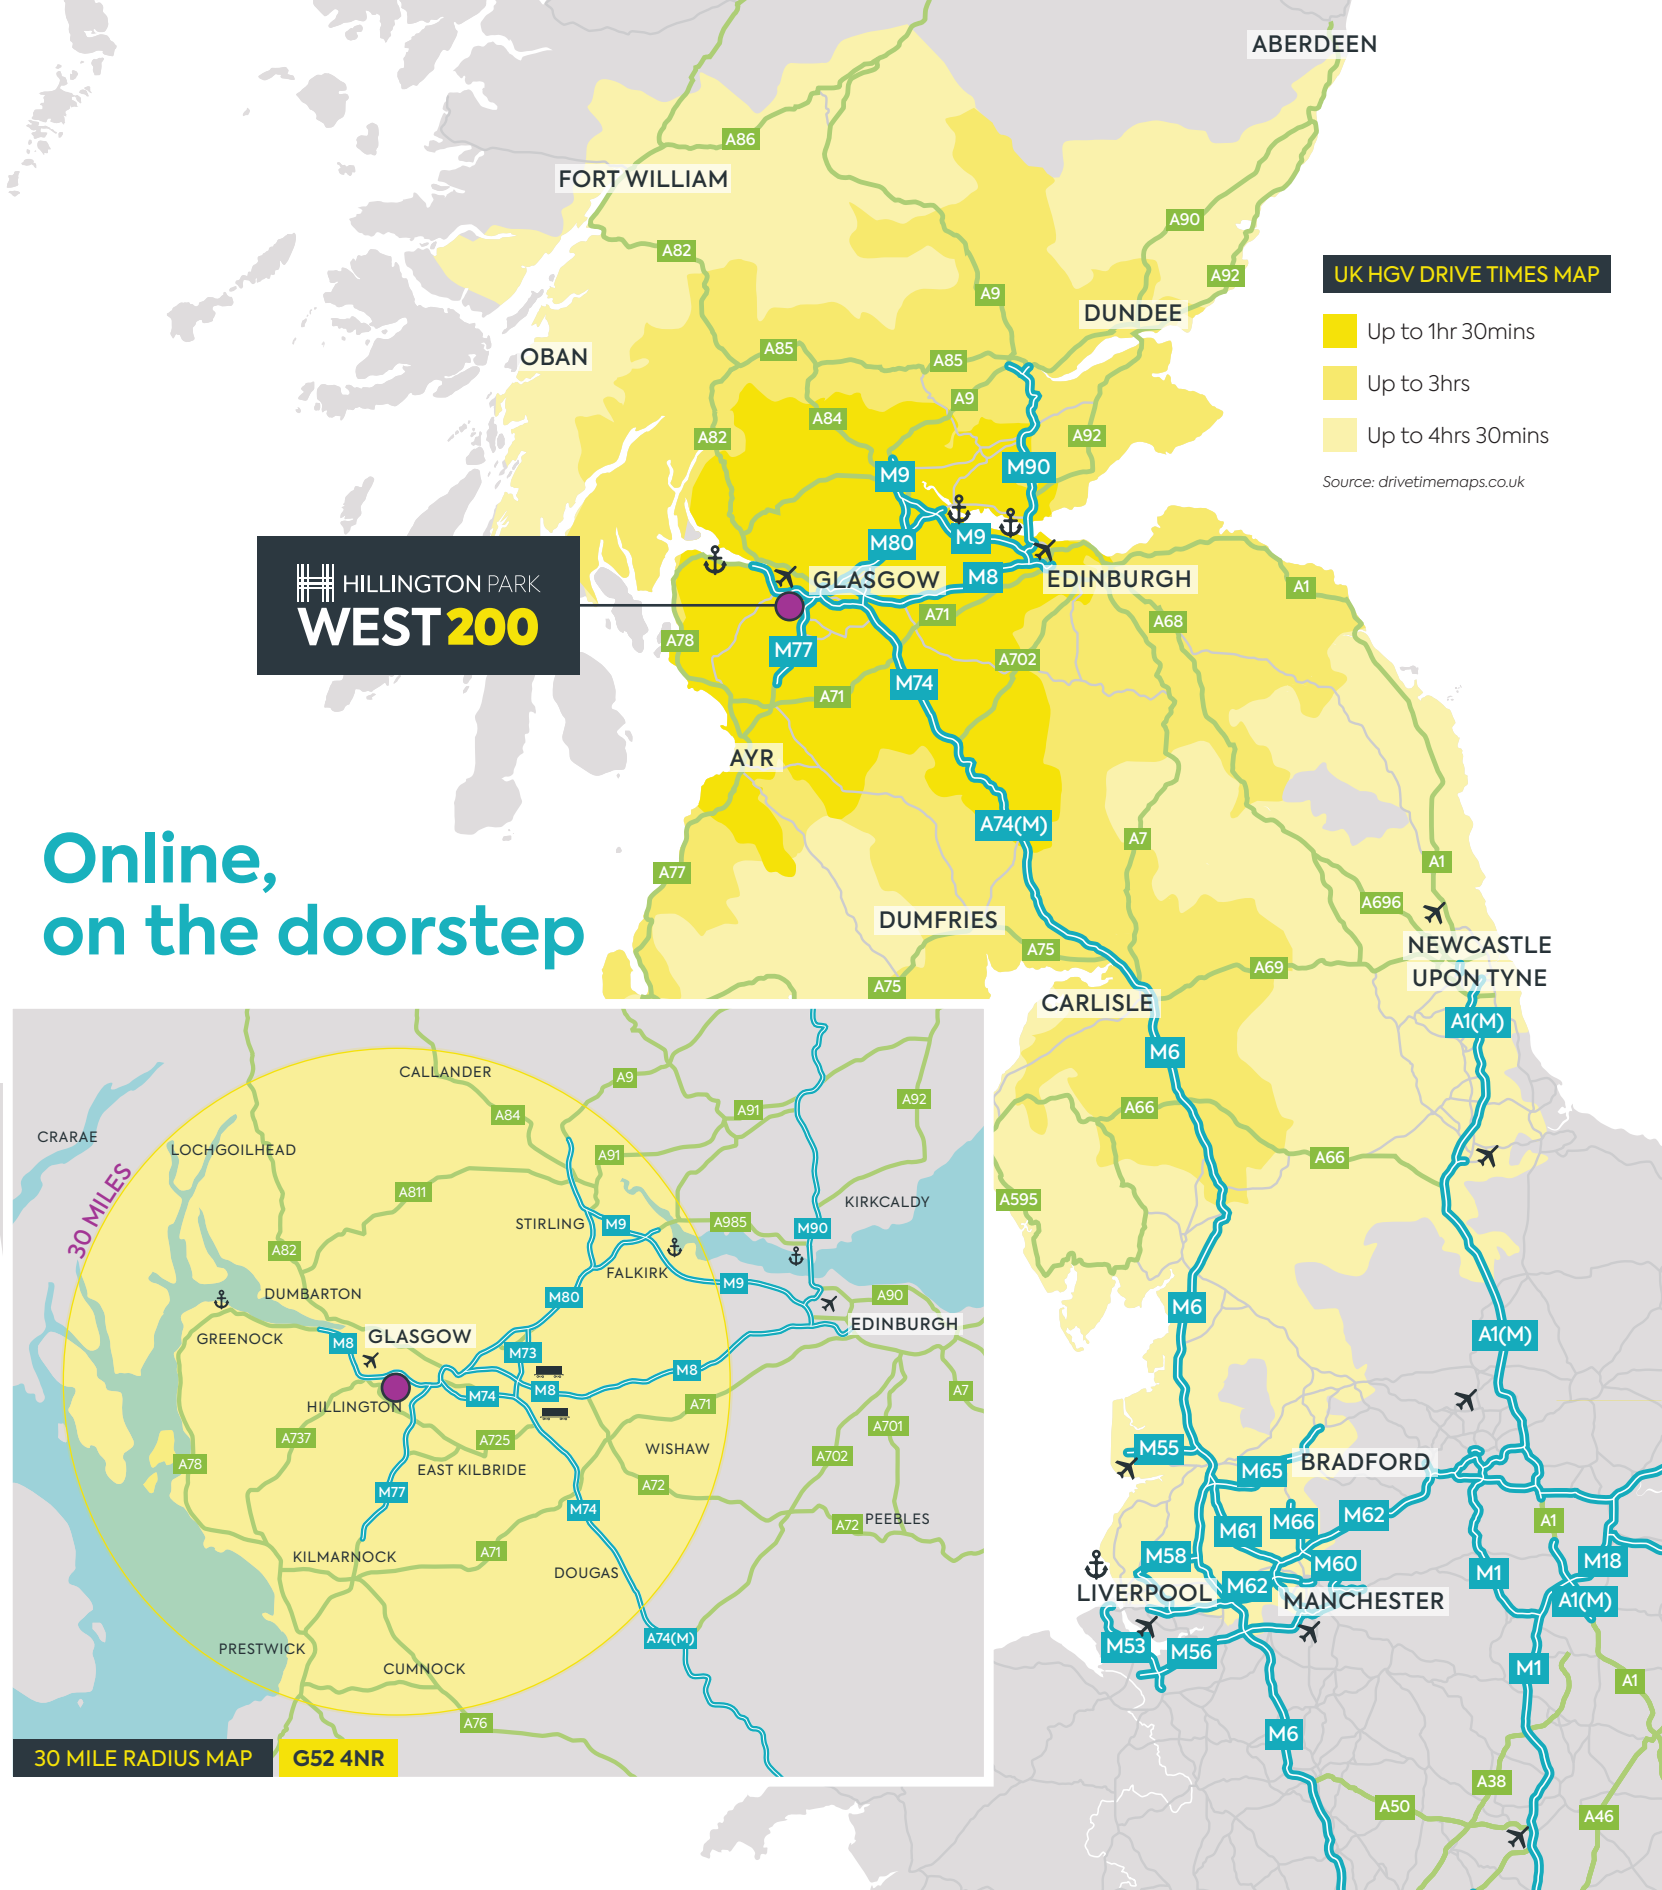 ABERDEEN
A86
FORT WILLIAM
A90
A82
A92
A9
UK HGV DRIVE TIMES MAP
Up to 1hr 30mins
Up to 3hrs
Up to 4hrs 30mins
Source: drivetimemaps.co.uk
DUNDEE
OBAN
A85
A85
A9
A84
A82
A92
M9
M90
M80
M9
HILLINGTON PARK
WEST 200
GLASGOW
M8
EDINBURGH
A1
A71
A68
A78
M77
A702
M74
A71
AYR
A74(M)
A7
Online,
on the doorstep
A77
A1
A696
DUMFRIES
A75
NEWCASTLE
UPON TYNE
A69
A75
CARLISLE
A1(M)
M6
A66
A66
A595
M6
A1(M)
M55
M65
BRADFORD
M61
M66
M62
A1
M58
M60
M18
M62
M1
LIVERPOOL
MANCHESTER
A1(M)
M53
M56
M1
A1
M6
A38
A50
A46
CALLANDER
A9
A92
A84
A91
CRARAE
LOCHGOILHEAD
A91
30 MILES
A811
KIRKCALDY
STIRLING
M9
A985
M90
A82
FALKIRK
M9
DUMBARTON
M80
A90
GREENOCK
M8
GLASGOW
EDINBURGH
M73
M8
M74
M8
A7
HILLINGTON
A71
A737
A725
A701
WISHAW
A702
A78
EAST KILBRIDE
A72
M77
M74
A72
PEEBLES
KILMARNOCK
A71
DOUGAS
PRESTWICK
A74(M)
CUMNOCK
A76
30 MILE RADIUS MAP
G52 4NR